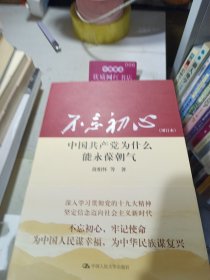 不忘初心
(增订本)
中国共产党为什么
能永葆朝气
等 著
深入学习贯彻党的十九大精神
坚定信念迈向社会主义新时代
不忘初心、牢记使命
为中国人民谋幸福、为中华民族谋复兴
中国人民大学出版社